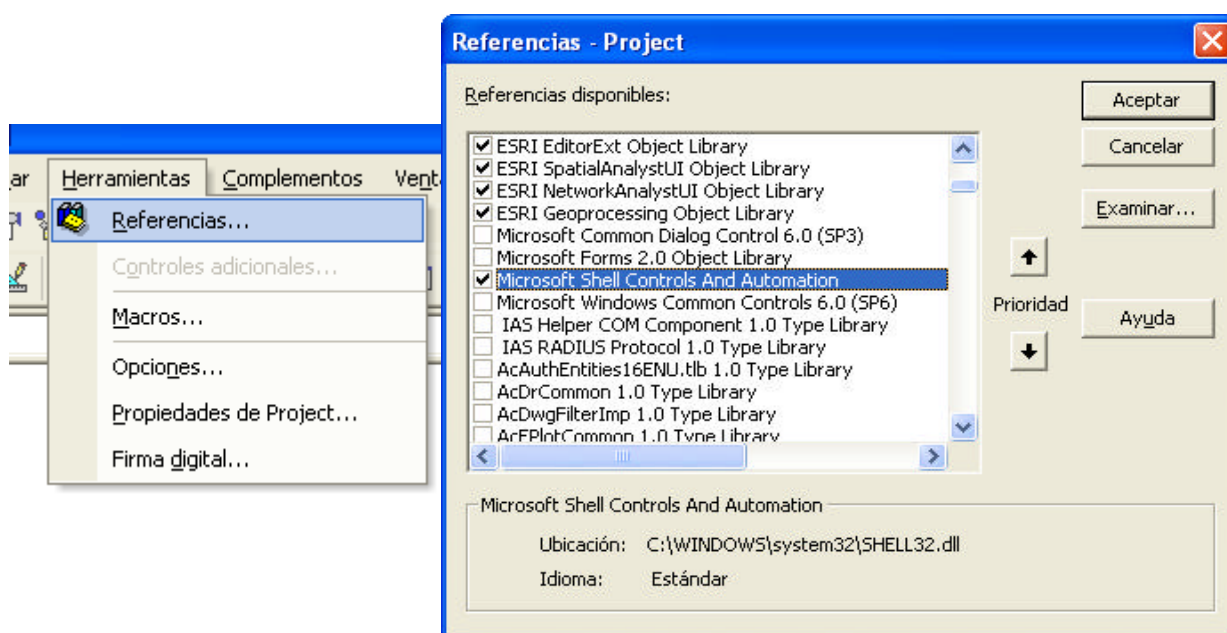 ar Herramientas Complementos Vent
Referencias...
Controles adicionales...
Macros...
Opciones...
Propiedades de Project...
Firma digital...
Referencias - Project
Referencias disponibles:
ESRI EditorExt Object Library
ESRI SpatialAnalystUI Object Library
ESRI NetworkAnalystUI Object Library
ESRI Geoprocessing Object Library
Microsoft Common Dialog Control 6.0 (SP3)
Microsoft Forms 2.0 Object Library
Microsoft Shell Controls And Automation
Microsoft Windows Common Controls 6.0 (SP6)
IAS Helper COM Component 1.0 Type Library
IAS RADIUS Protocol 1.0 Type Library
AcAuthEntities16ENU.tlb 1.0 Type Library
AcDrCommon 1.0 Type Library
AcDwgFilterImp 1.0 Type Library
AcEPlotCommon 1.0 Type Library
Aceptar
Cancelar
Examinar...
Prioridad
Ayuda
Microsoft Shell Controls And Automation
Ubicación: C:\WINDOWS\system32\SHELL32.dll
Idioma: Estándar